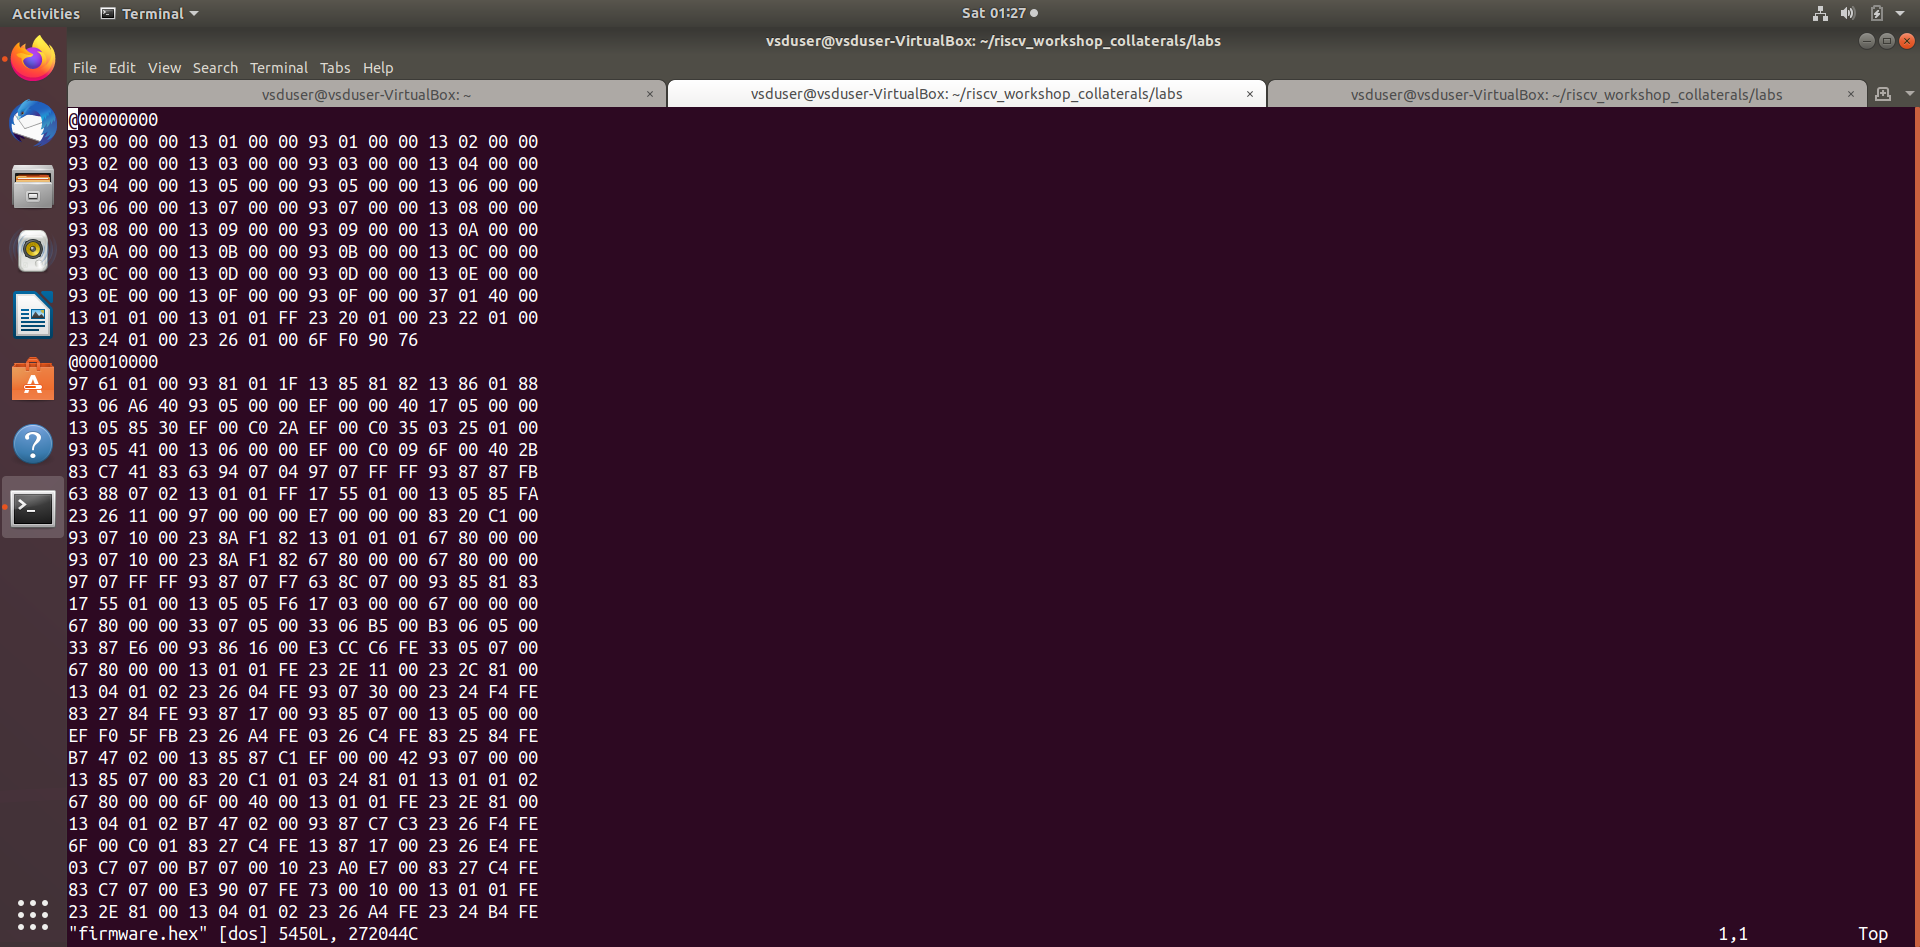 Activities Terminal Sat 01:27
vsduser@vsduser-VirtualBox: ~/riscv_workshop_collaterals/labs
File Edit View Search Terminal Tabs Help
vsduser@vsduser-VirtualBox: ~ × vsduser@vsduser-VirtualBox: ~/riscv_workshop_collaterals/labs × vsduser@vsduser-VirtualBox: ~/riscv_workshop_collaterals/labs ×
@00000000
93 00 00 00 13 01 00 00 93 01 00 00 13 02 00 00
93 02 00 00 13 03 00 00 93 03 00 00 13 04 00 00
93 04 00 00 13 05 00 00 93 05 00 00 13 06 00 00
93 06 00 00 13 07 00 00 93 07 00 00 13 08 00 00
93 08 00 00 13 09 00 00 93 09 00 00 13 0A 00 00
93 0A 00 00 13 0B 00 00 93 0B 00 00 13 0C 00 00
93 0C 00 00 13 0D 00 00 93 0D 00 00 13 0E 00 00
93 0E 00 00 13 0F 00 00 93 0F 00 00 37 01 40 00
13 01 01 00 13 01 01 FF 23 20 01 00 23 22 01 00
23 24 01 00 23 26 01 00 6F F0 90 76
@00010000
97 61 01 00 93 81 01 1F 13 85 81 82 13 86 01 88
33 06 A6 40 93 05 00 00 EF 00 00 40 17 05 00 00
13 05 85 30 EF 00 C0 2A EF 00 C0 35 03 25 01 00
93 05 41 00 13 06 00 00 EF 00 C0 09 6F 00 40 2B
83 C7 41 83 63 94 07 04 97 07 FF FF 93 87 87 FB
63 88 07 02 13 01 01 FF 17 55 01 00 13 05 85 FA
23 26 11 00 97 00 00 00 E7 00 00 00 83 20 C1 00
93 07 10 00 23 8A F1 82 13 01 01 01 67 80 00 00
93 07 10 00 23 8A F1 82 67 80 00 00 67 80 00 00
97 07 FF FF 93 87 07 F7 63 8C 07 00 93 85 81 83
17 55 01 00 13 05 05 F6 17 03 00 00 67 00 00 00
67 80 00 00 33 07 05 00 33 06 B5 00 B3 06 05 00
33 87 E6 00 93 86 16 00 E3 CC C6 FE 33 05 07 00
67 80 00 00 13 01 01 FE 23 2E 11 00 23 2C 81 00
13 04 01 02 23 26 04 FE 93 07 30 00 23 24 F4 FE
83 27 84 FE 93 87 17 00 93 85 07 00 13 05 00 00
EF F0 5F FB 23 26 A4 FE 03 26 C4 FE 83 25 84 FE
B7 47 02 00 13 85 87 C1 EF 00 00 42 93 07 00 00
13 85 07 00 83 20 C1 01 03 24 81 01 13 01 01 02
67 80 00 00 6F 00 40 00 13 01 01 FE 23 2E 81 00
13 04 01 02 B7 47 02 00 93 87 C7 C3 23 26 F4 FE
6F 00 C0 01 83 27 C4 FE 13 87 17 00 23 26 E4 FE
03 C7 07 00 B7 07 00 10 23 A0 E7 00 83 27 C4 FE
83 C7 07 00 E3 90 07 FE 73 00 10 00 13 01 01 FE
23 2E 81 00 13 04 01 02 23 26 A4 FE 23 24 B4 FE
"firmware.hex" [dos] 5450L, 272044C 1,1 Top